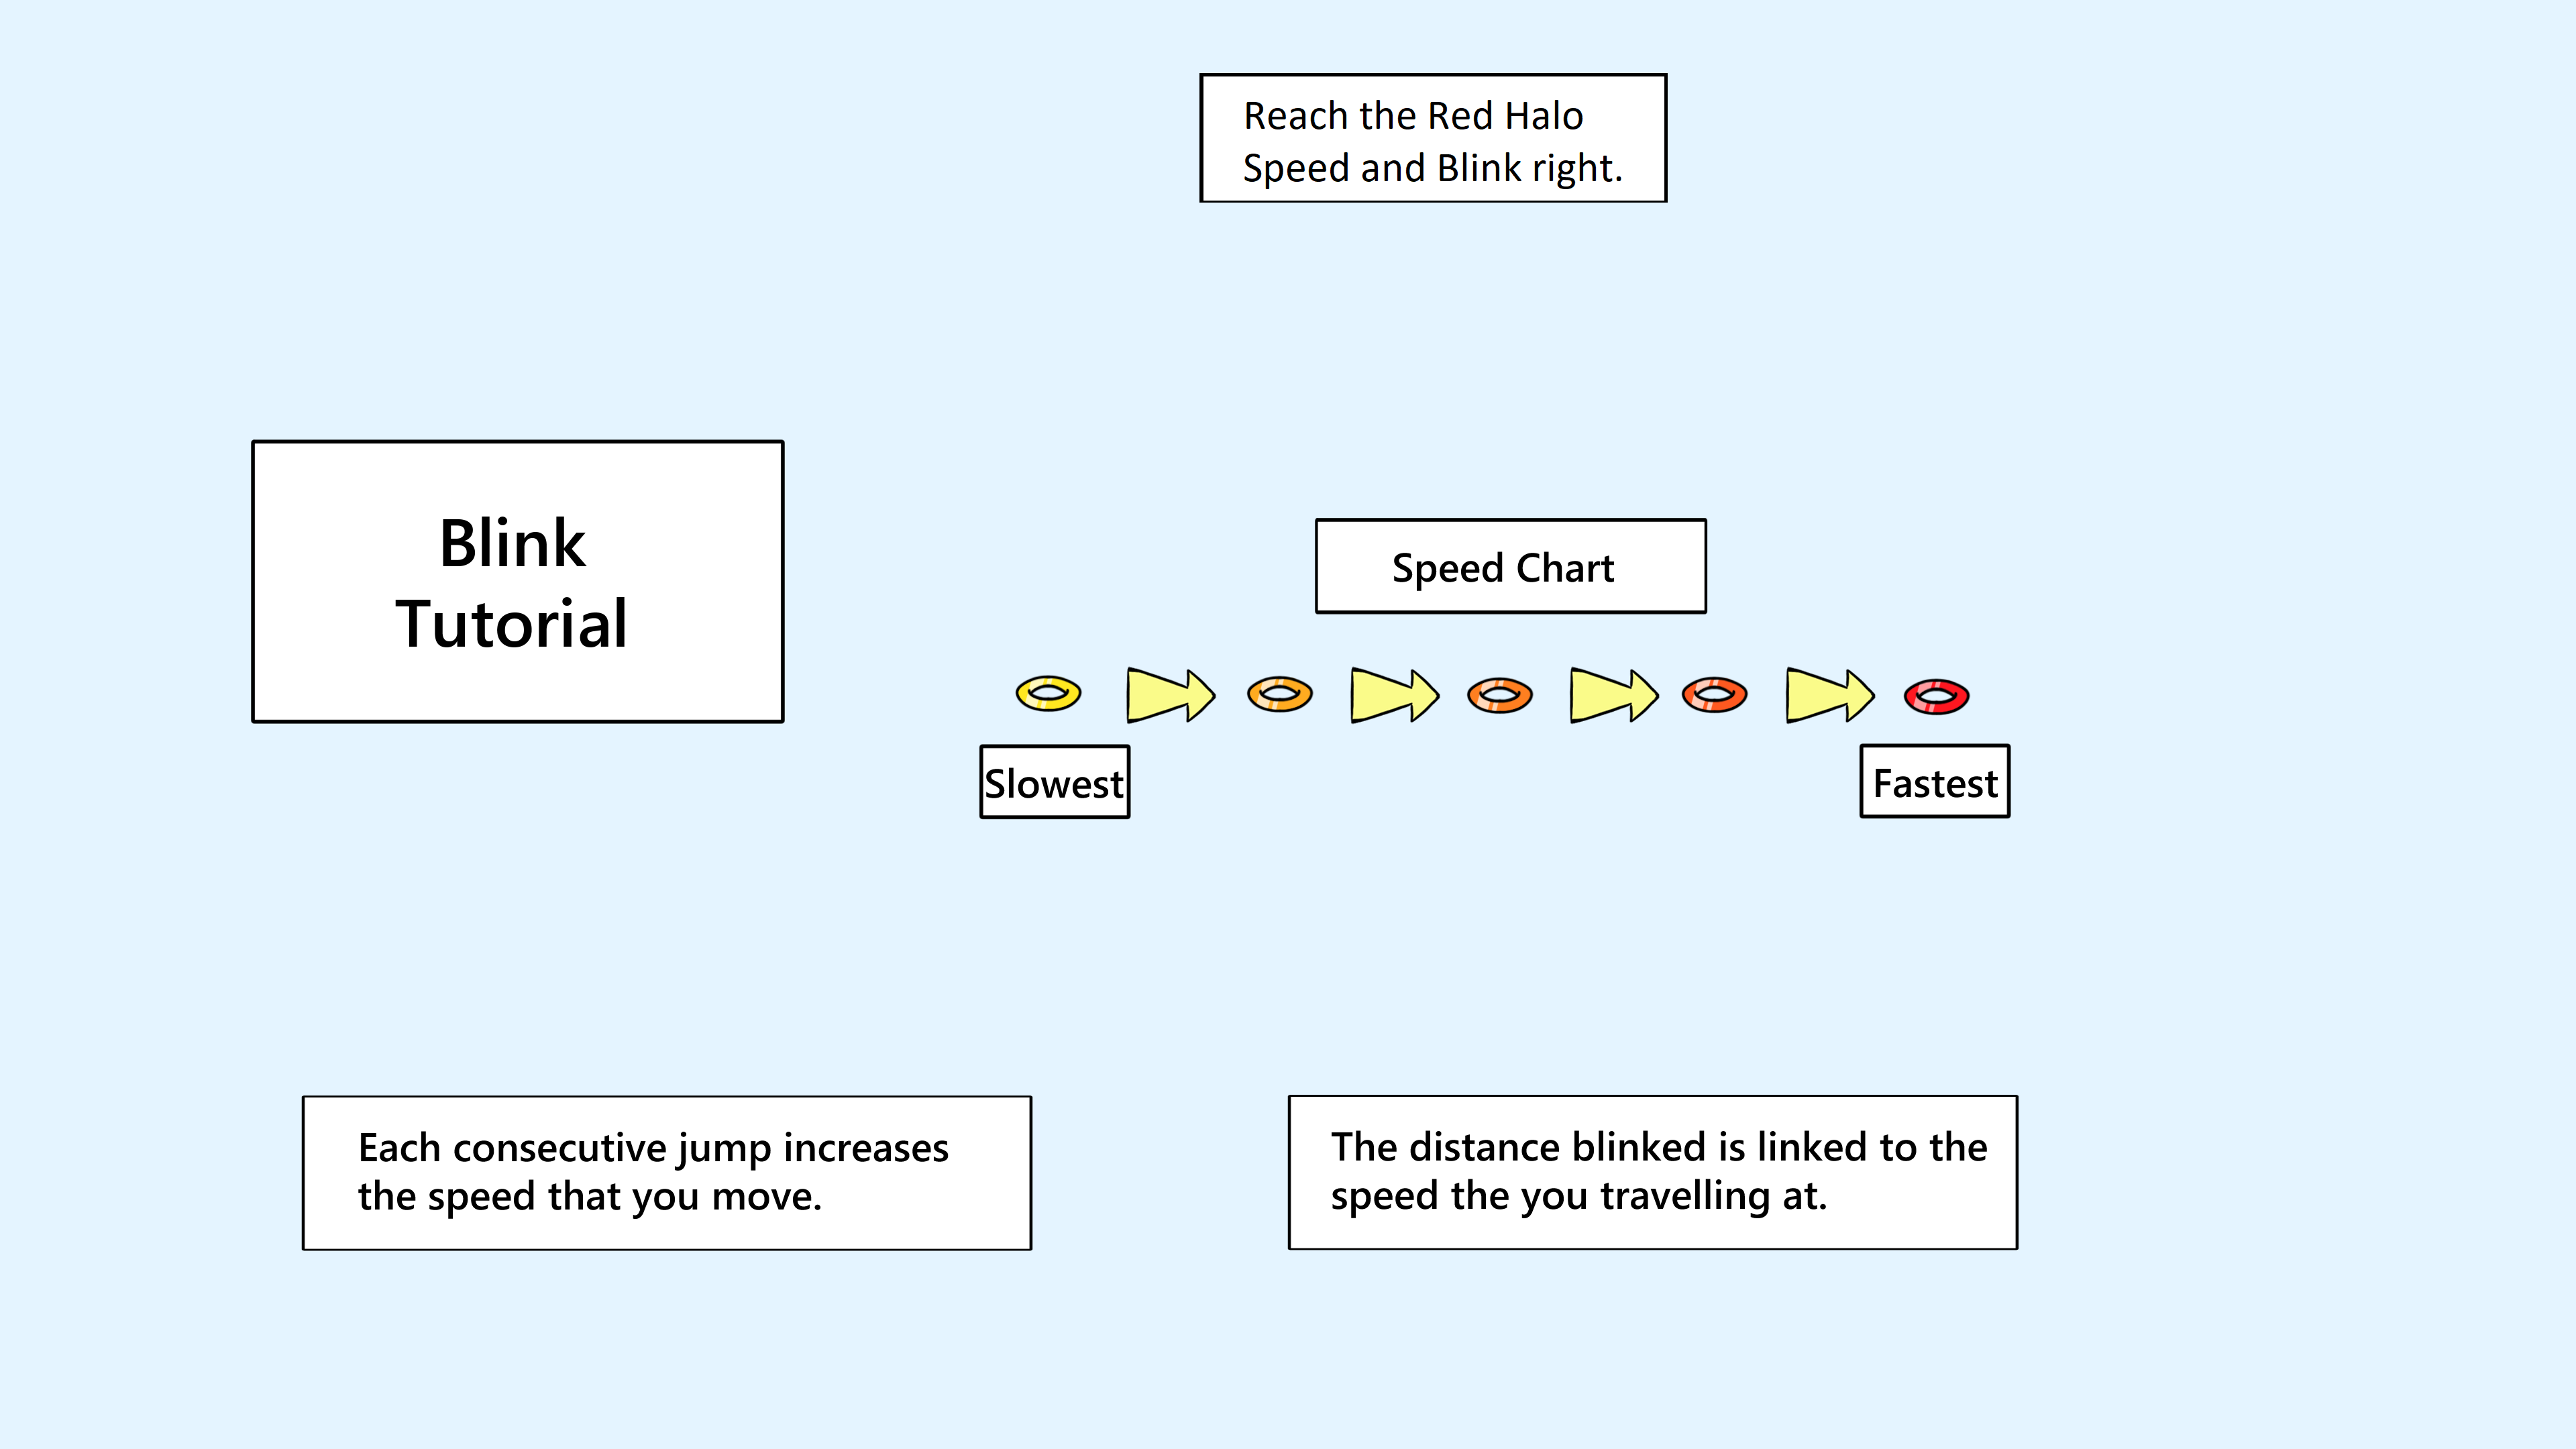 Reach the Red Halo
Speed and Blink right.
Blink
Tutorial
Speed Chart
Slowest
Fastest
Each consecutive jump increases
the speed that you move.
The distance blinked is linked to the
speed the you travelling at.